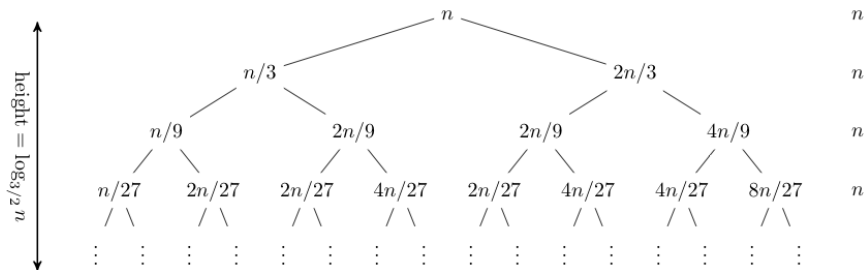 n n
n/3 2n/3 n
n/9 2n/9 2n/9 4n/9 n
n/27 2n/27 2n/27 4n/27 2n/27 4n/27 4n/27 8n/27 n
⋮ ⋮ ⋮ ⋮ ⋮ ⋮ ⋮ ⋮ ⋮ ⋮ ⋮ ⋮ ⋮ ⋮ ⋮ ⋮
height = log_{3/2} n